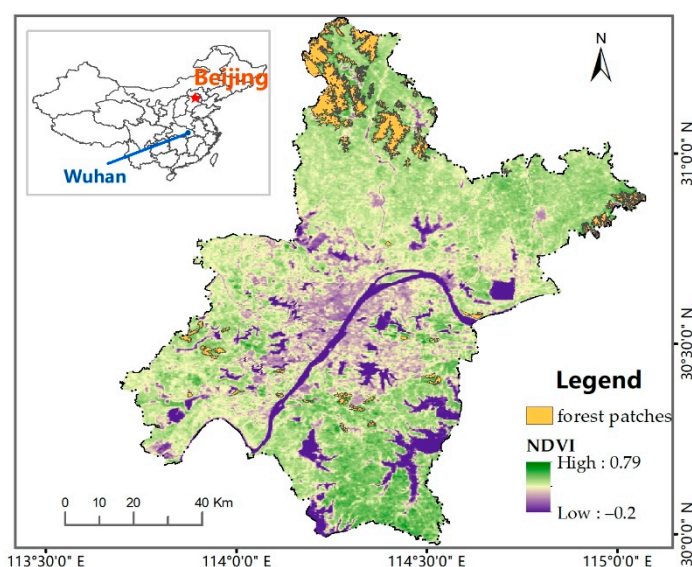 Beijing
Wuhan
N
31°0'0" N
30°30'0" N
30°0'0" N
Legend
forest patches
NDVI
High : 0.79
Low : –0.2
0 10 20 40 Km
113°30'0" E 114°0'0" E 114°30'0" E 115°0'0" E